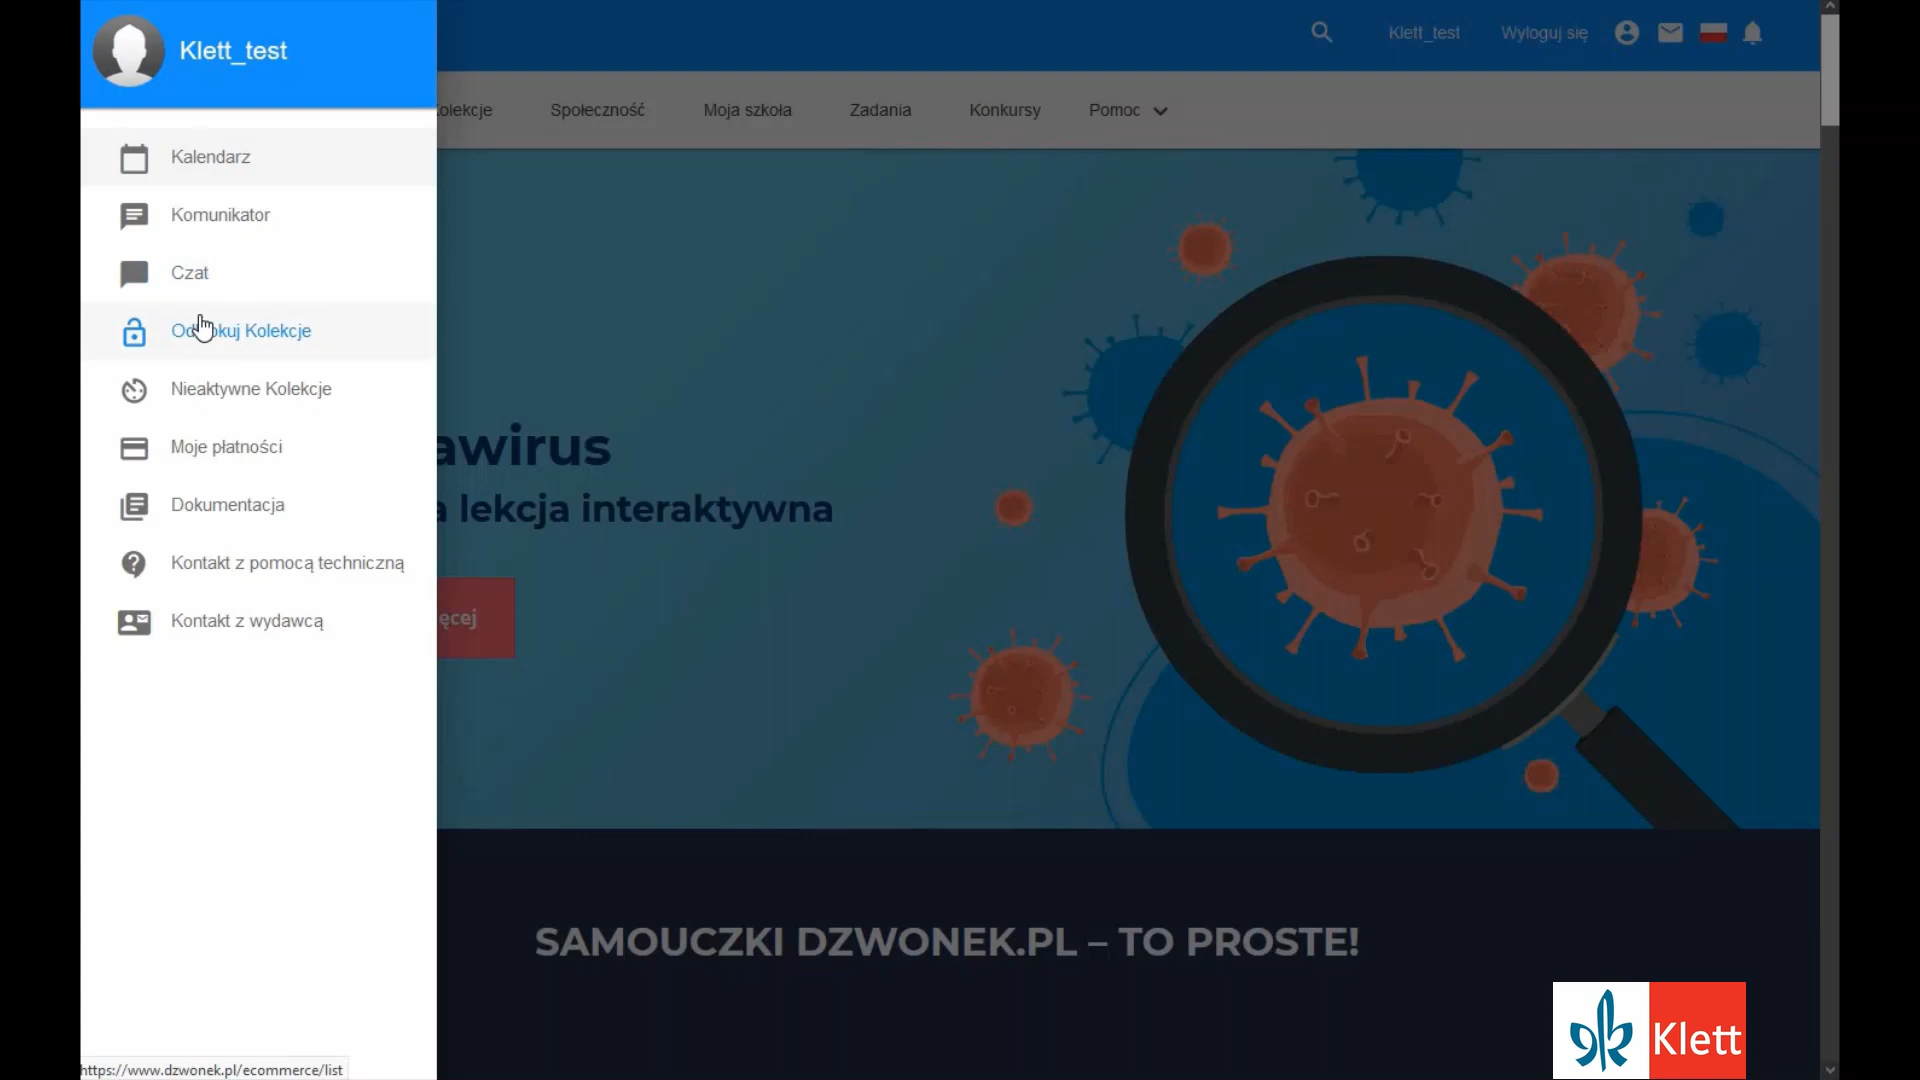 Klett_test
Klett_test
Wyloguj się
Kolekcje
Społeczność
Moja szkoła
Zadania
Konkursy
Pomoc
Kalendarz
Komunikator
Czat
Kolekcje
Nieaktywne Kolekcje
Moje płatności
Dokumentacja
Kontakt z pomocą techniczną
Kontakt z wydawcą
awirus
a lekcja interaktywna
ęcej
SAMOUCZKI DZWONEK.PL – TO PROSTE!
Klett
https://www.dzwonek.pl/ecommerce/list